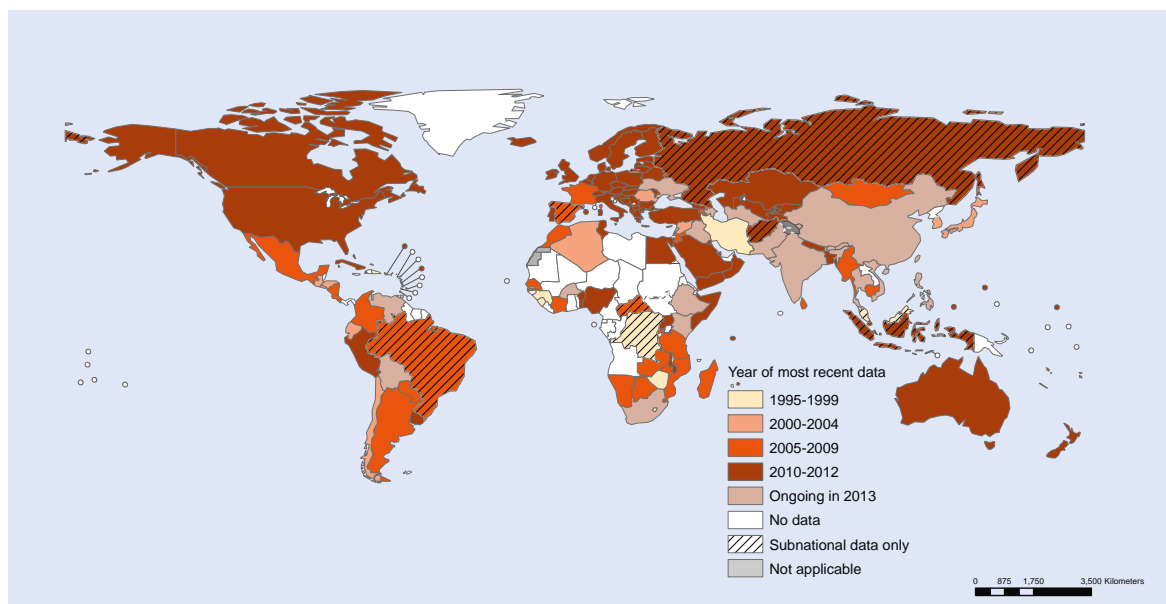 Year of most recent data
1995-1999
2000-2004
2005-2009
2010-2012
Ongoing in 2013
No data
Subnational data only
Not applicable
0 875 1,750 3,500 Kilometers